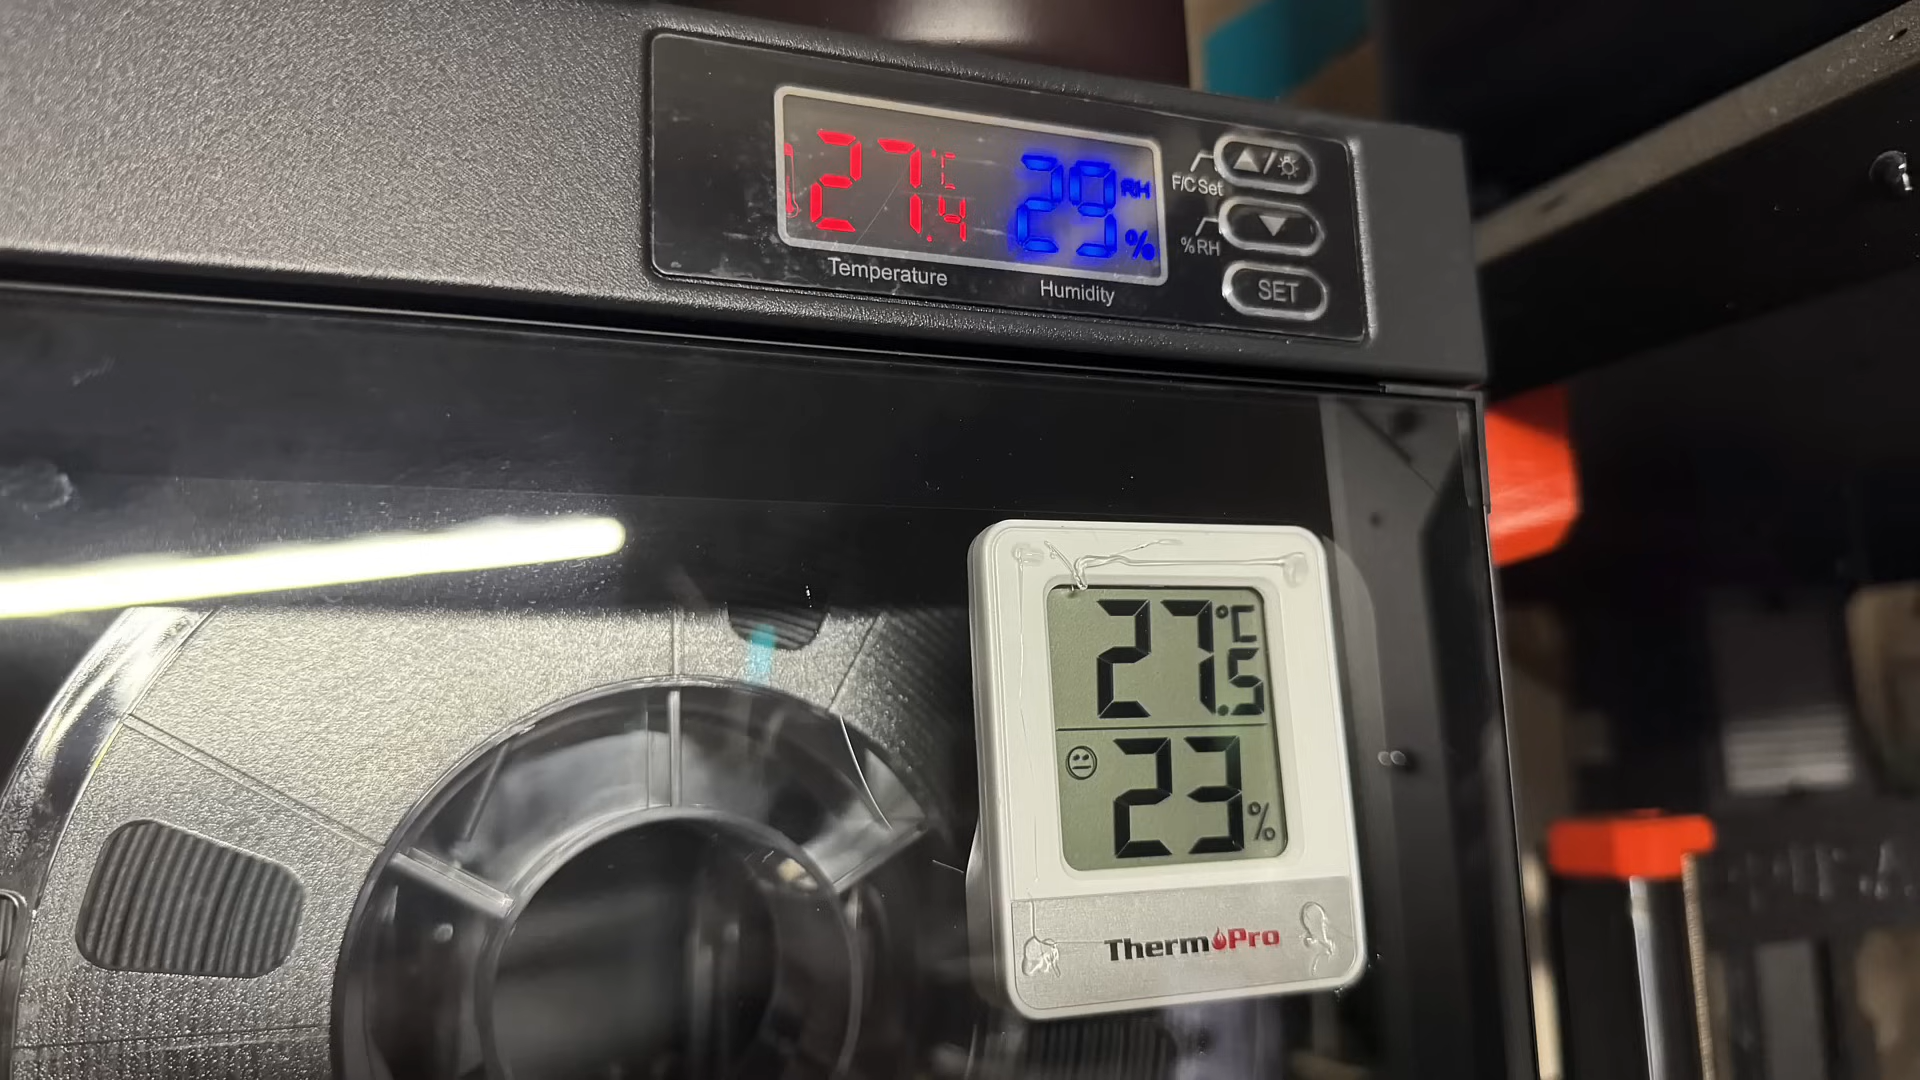 27.4 °C 29 RH %
Temperature Humidity
▲/☼
F/C Set
▼
%RH
SET
27.5 °C
23 %
ThermoPro